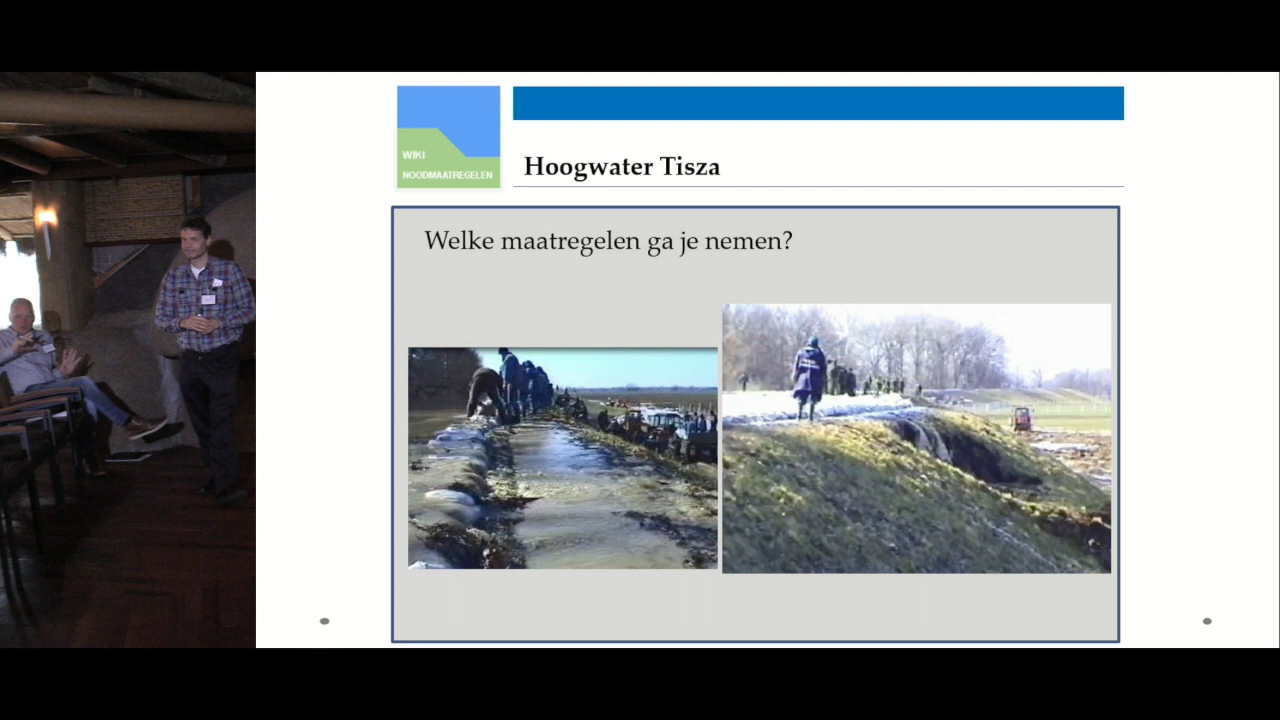 WIKI
NOODMAATREGELEN
Hoogwater Tisza
Welke maatregelen ga je nemen?